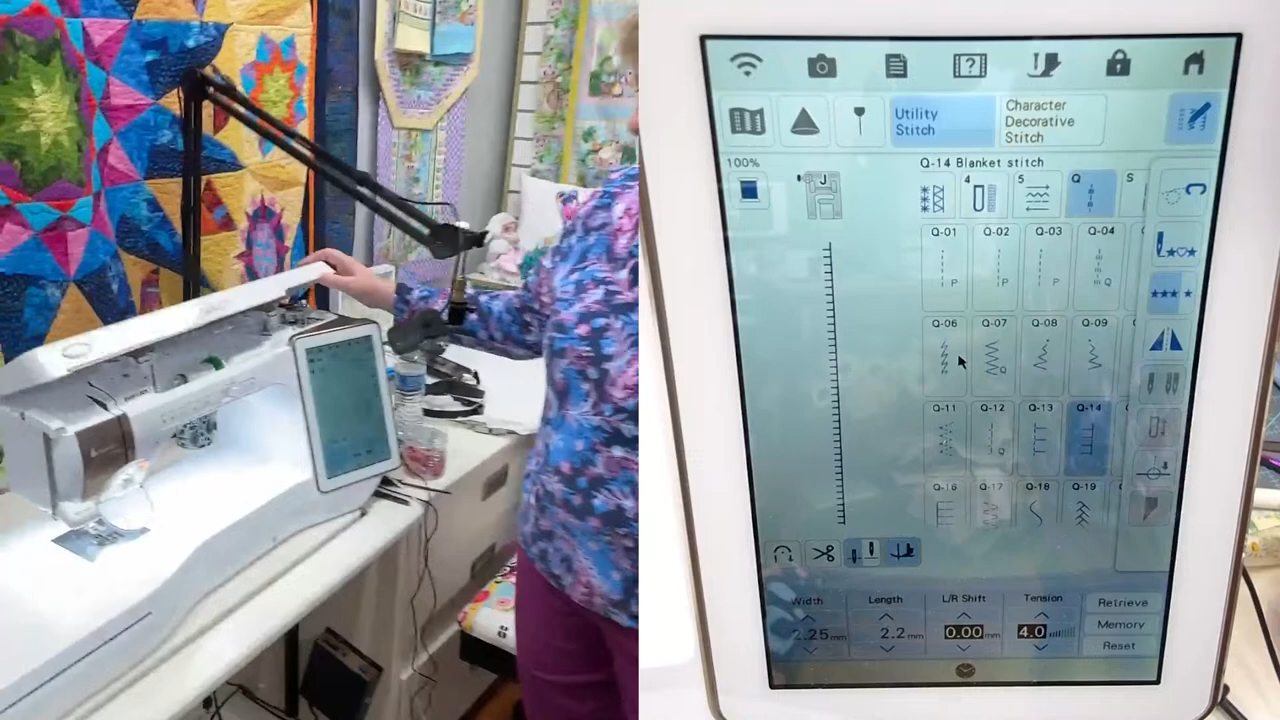 Utility
Stitch
Character
Decorative
Stitch
100%
Q-14 Blanket stitch
J
4
5
Q
S
Q-01
Q-02
Q-03
Q-04
P
P
P
Q
Q-06
Q-07
Q-08
Q-09
Q
Q-11
Q-12
Q-13
Q-14
Q
Q-16
Q-17
Q-18
Q-19
Width
Length
L/R Shift
Tension
2.25mm
2.2mm
0.00mm
4.0
Retrieve
Memory
Reset